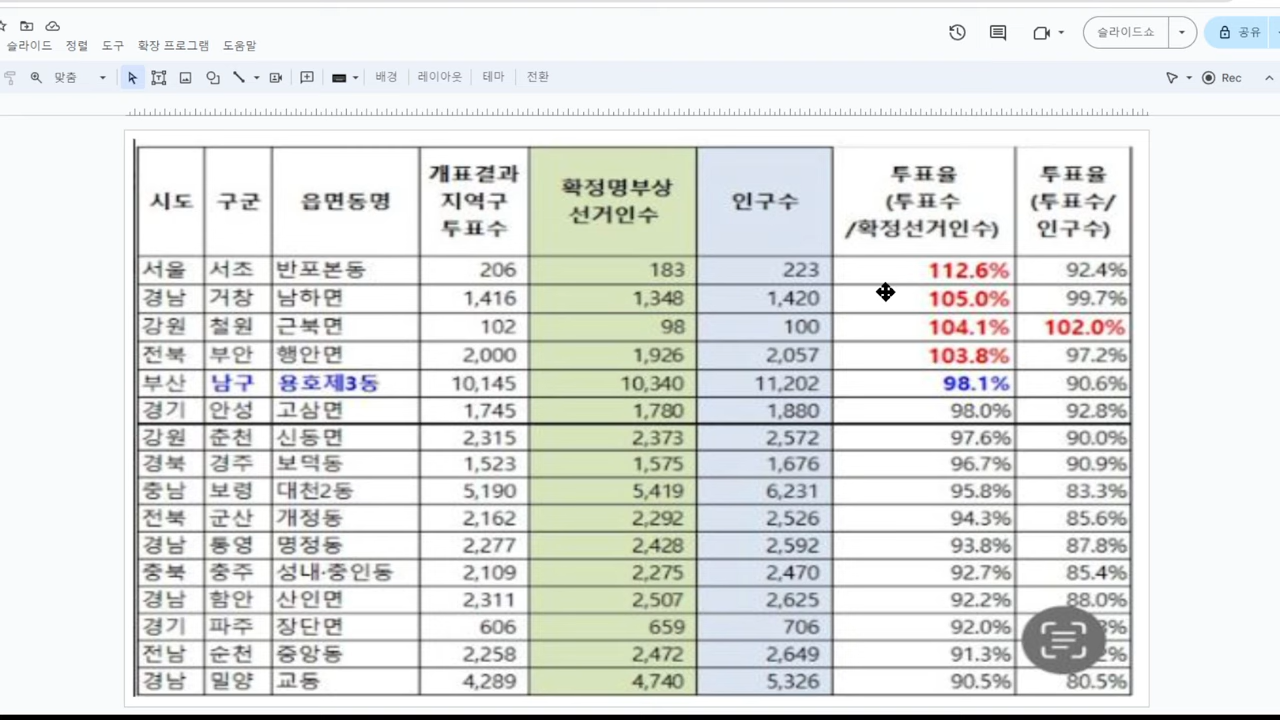 슬라이드 정렬 도구 확장 프로그램 도움말
슬라이드쇼
공유
맞춤
배경 레이아웃 테마 전환
Rec
시도 구군 읍면동명 개표결과 지역구 투표수 확정명부상 선거인수 인구수 투표율 (투표수 /확정선거인수) 투표율 (투표수/ 인구수)
서울 서초 반포본동 206 183 223 112.6% 92.4%
경남 거창 남하면 1,416 1,348 1,420 105.0% 99.7%
강원 철원 근북면 102 98 100 104.1% 102.0%
전북 부안 행안면 2,000 1,926 2,057 103.8% 97.2%
부산 남구 용호제3동 10,145 10,340 11,202 98.1% 90.6%
경기 안성 고삼면 1,745 1,780 1,880 98.0% 92.8%
강원 춘천 신동면 2,315 2,373 2,572 97.6% 90.0%
경북 경주 보덕동 1,523 1,575 1,676 96.7% 90.9%
충남 보령 대천2동 5,190 5,419 6,231 95.8% 83.3%
전북 군산 개정동 2,162 2,292 2,526 94.3% 85.6%
경남 통영 명정동 2,277 2,428 2,592 93.8% 87.8%
충북 충주 성내·충인동 2,109 2,275 2,470 92.7% 85.4%
경남 함안 산인면 2,311 2,507 2,625 92.2% 88.0%
경기 파주 장단면 606 659 706 92.0%
전남 순천 중앙동 2,258 2,472 2,649 91.3%
경남 밀양 교동 4,289 4,740 5,326 90.5% 80.5%